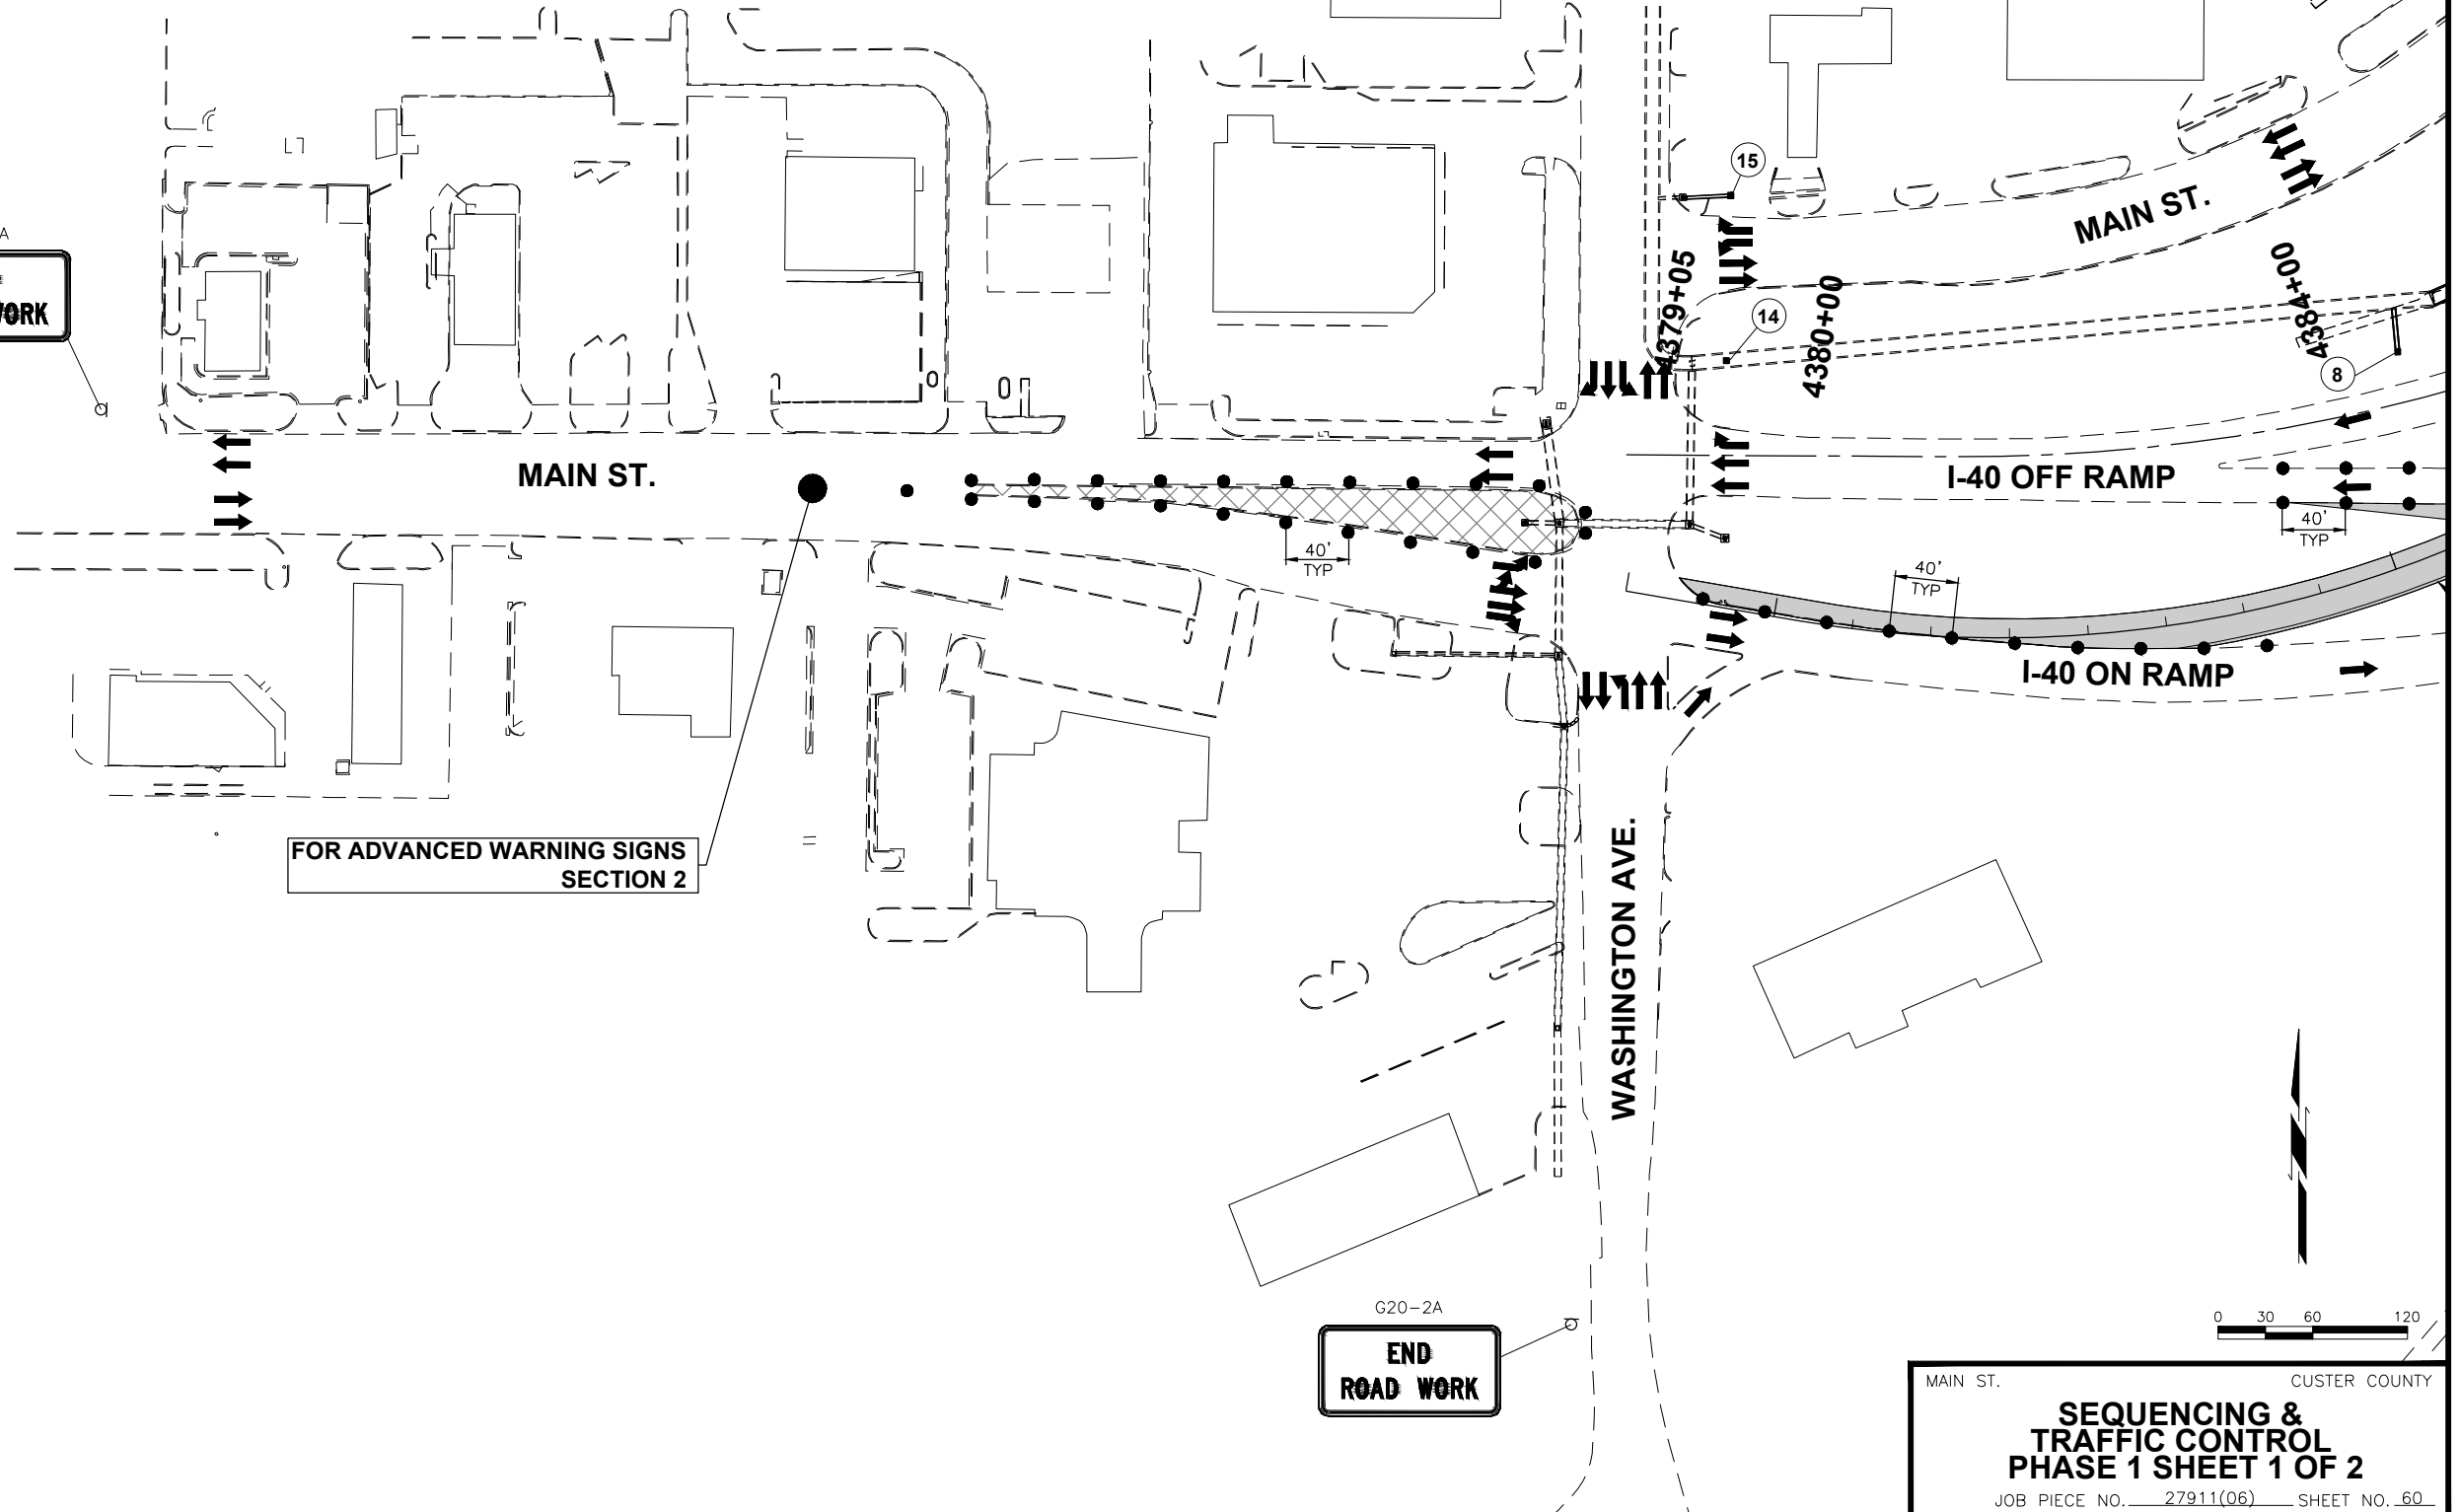 A
WORK
15
MAIN ST.
4379+05
14
4380+00
4384+00
8
MAIN ST.
I-40 OFF RAMP
40'
TYP
40'
TYP
40'
TYP
I-40 ON RAMP
FOR ADVANCED WARNING SIGNS
SECTION 2
WASHINGTON AVE.
G20-2A
END
ROAD WORK
0 30 60 120
MAIN ST. CUSTER COUNTY
SEQUENCING &
TRAFFIC CONTROL
PHASE 1 SHEET 1 OF 2
JOB PIECE NO. 27911(06) SHEET NO. 60